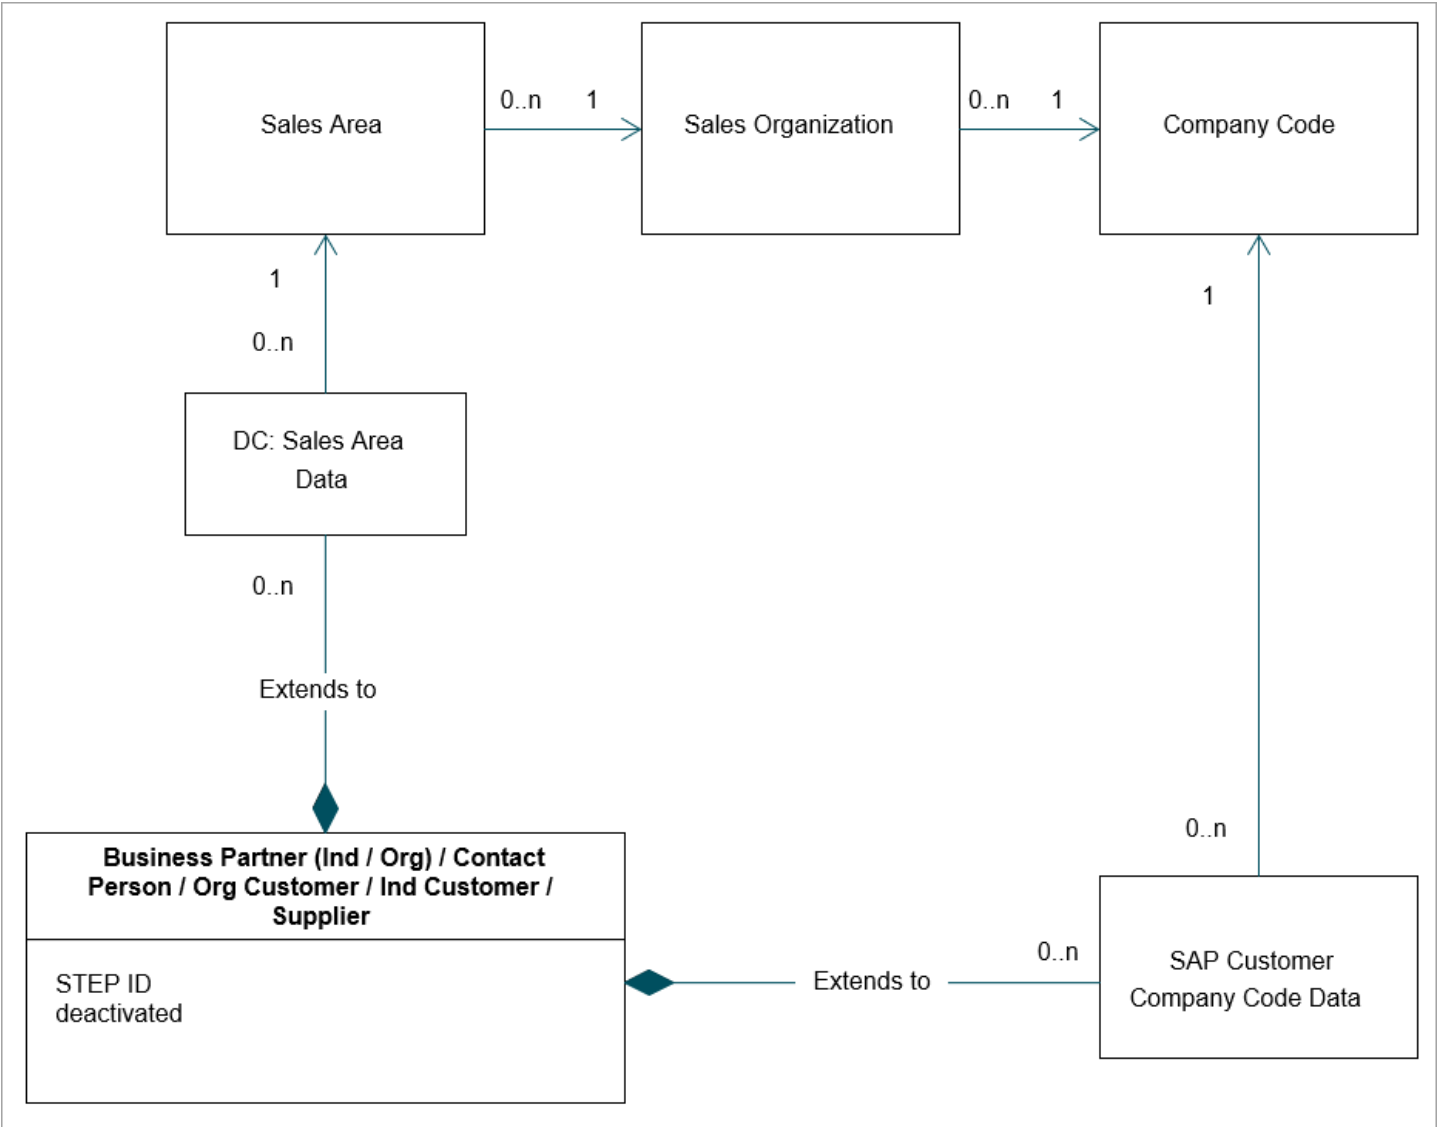 0..n 1
0..n 1
Sales Area
Sales Organization
Company Code
1
1
0..n
DC: Sales Area
Data
0..n
Extends to
0..n
Business Partner (Ind / Org) / Contact
Person / Org Customer / Ind Customer /
Supplier
0..n
SAP Customer
Company Code Data
Extends to
STEP ID
deactivated